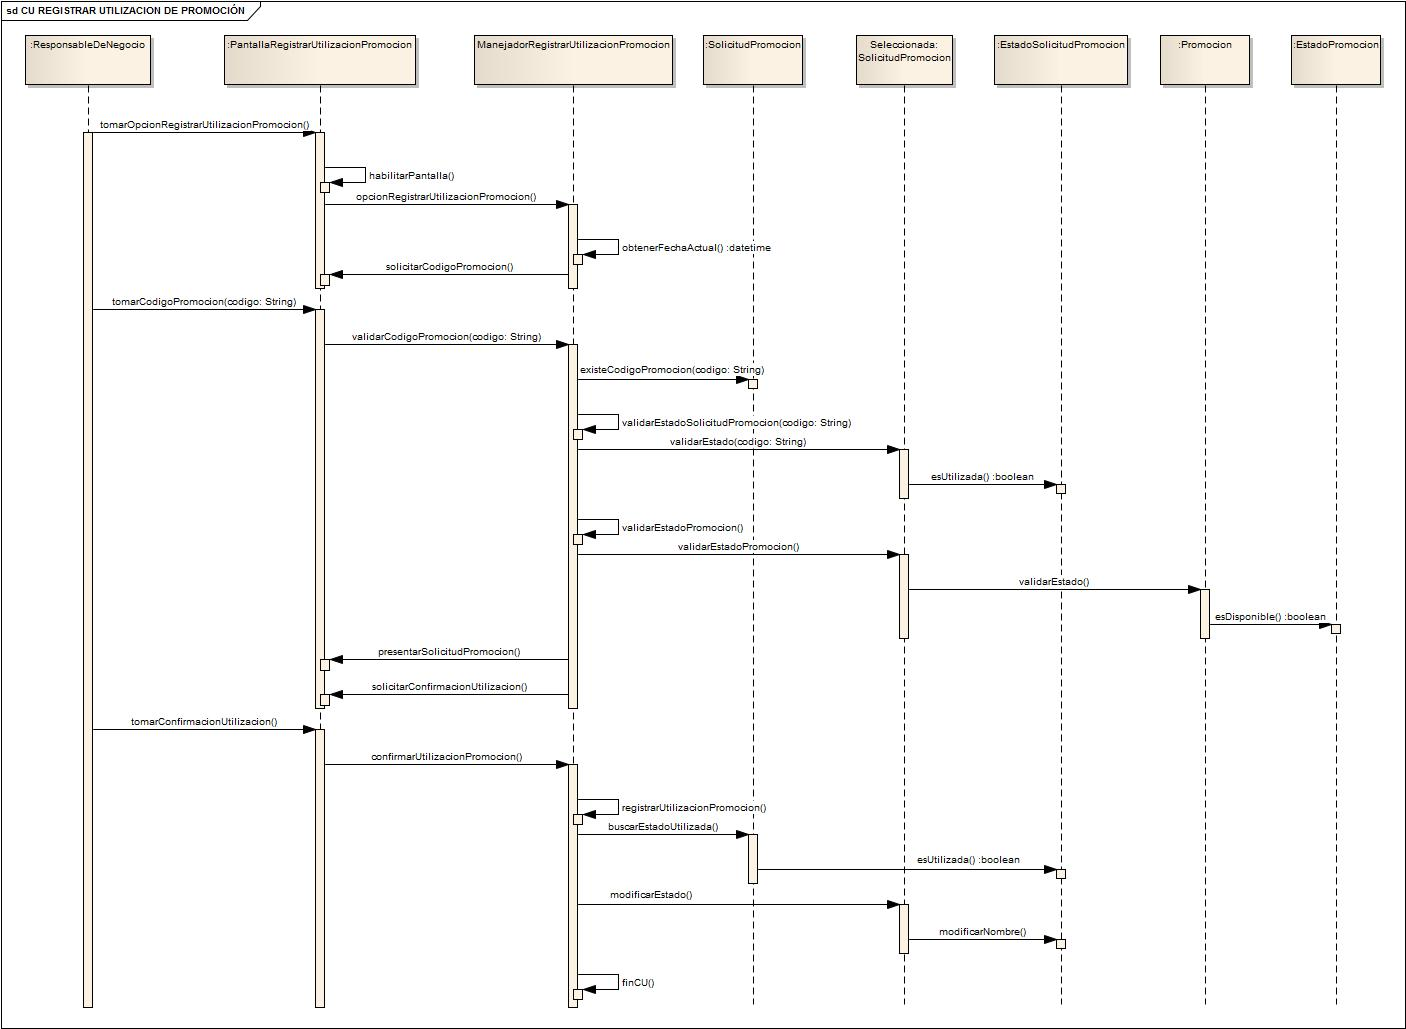 sd CU REGISTRAR UTILIZACION DE PROMOCIÓN
:ResponsableDeNegocio
:PantallaRegistrarUtilizacionPromocion
ManejadorRegistrarUtilizacionPromocion
:SolicitudPromocion
Seleccionada:
SolicitudPromocion
:EstadoSolicitudPromocion
:Promocion
:EstadoPromocion
tomarOpcionRegistrarUtilizacionPromocion()
habilitarPantalla()
opcionRegistrarUtilizacionPromocion()
obtenerFechaActual() :datetime
solicitarCodigoPromocion()
tomarCodigoPromocion(codigo: String)
validarCodigoPromocion(codigo: String)
existeCodigoPromocion(codigo: String)
validarEstadoSolicitudPromocion(codigo: String)
validarEstado(codigo: String)
esUtilizada() :boolean
validarEstadoPromocion()
validarEstadoPromocion()
validarEstado()
esDisponible() :boolean
presentarSolicitudPromocion()
solicitarConfirmacionUtilizacion()
tomarConfirmacionUtilizacion()
confirmarUtilizacionPromocion()
registrarUtilizacionPromocion()
buscarEstadoUtilizada()
esUtilizada() :boolean
modificarEstado()
modificarNombre()
finCU()